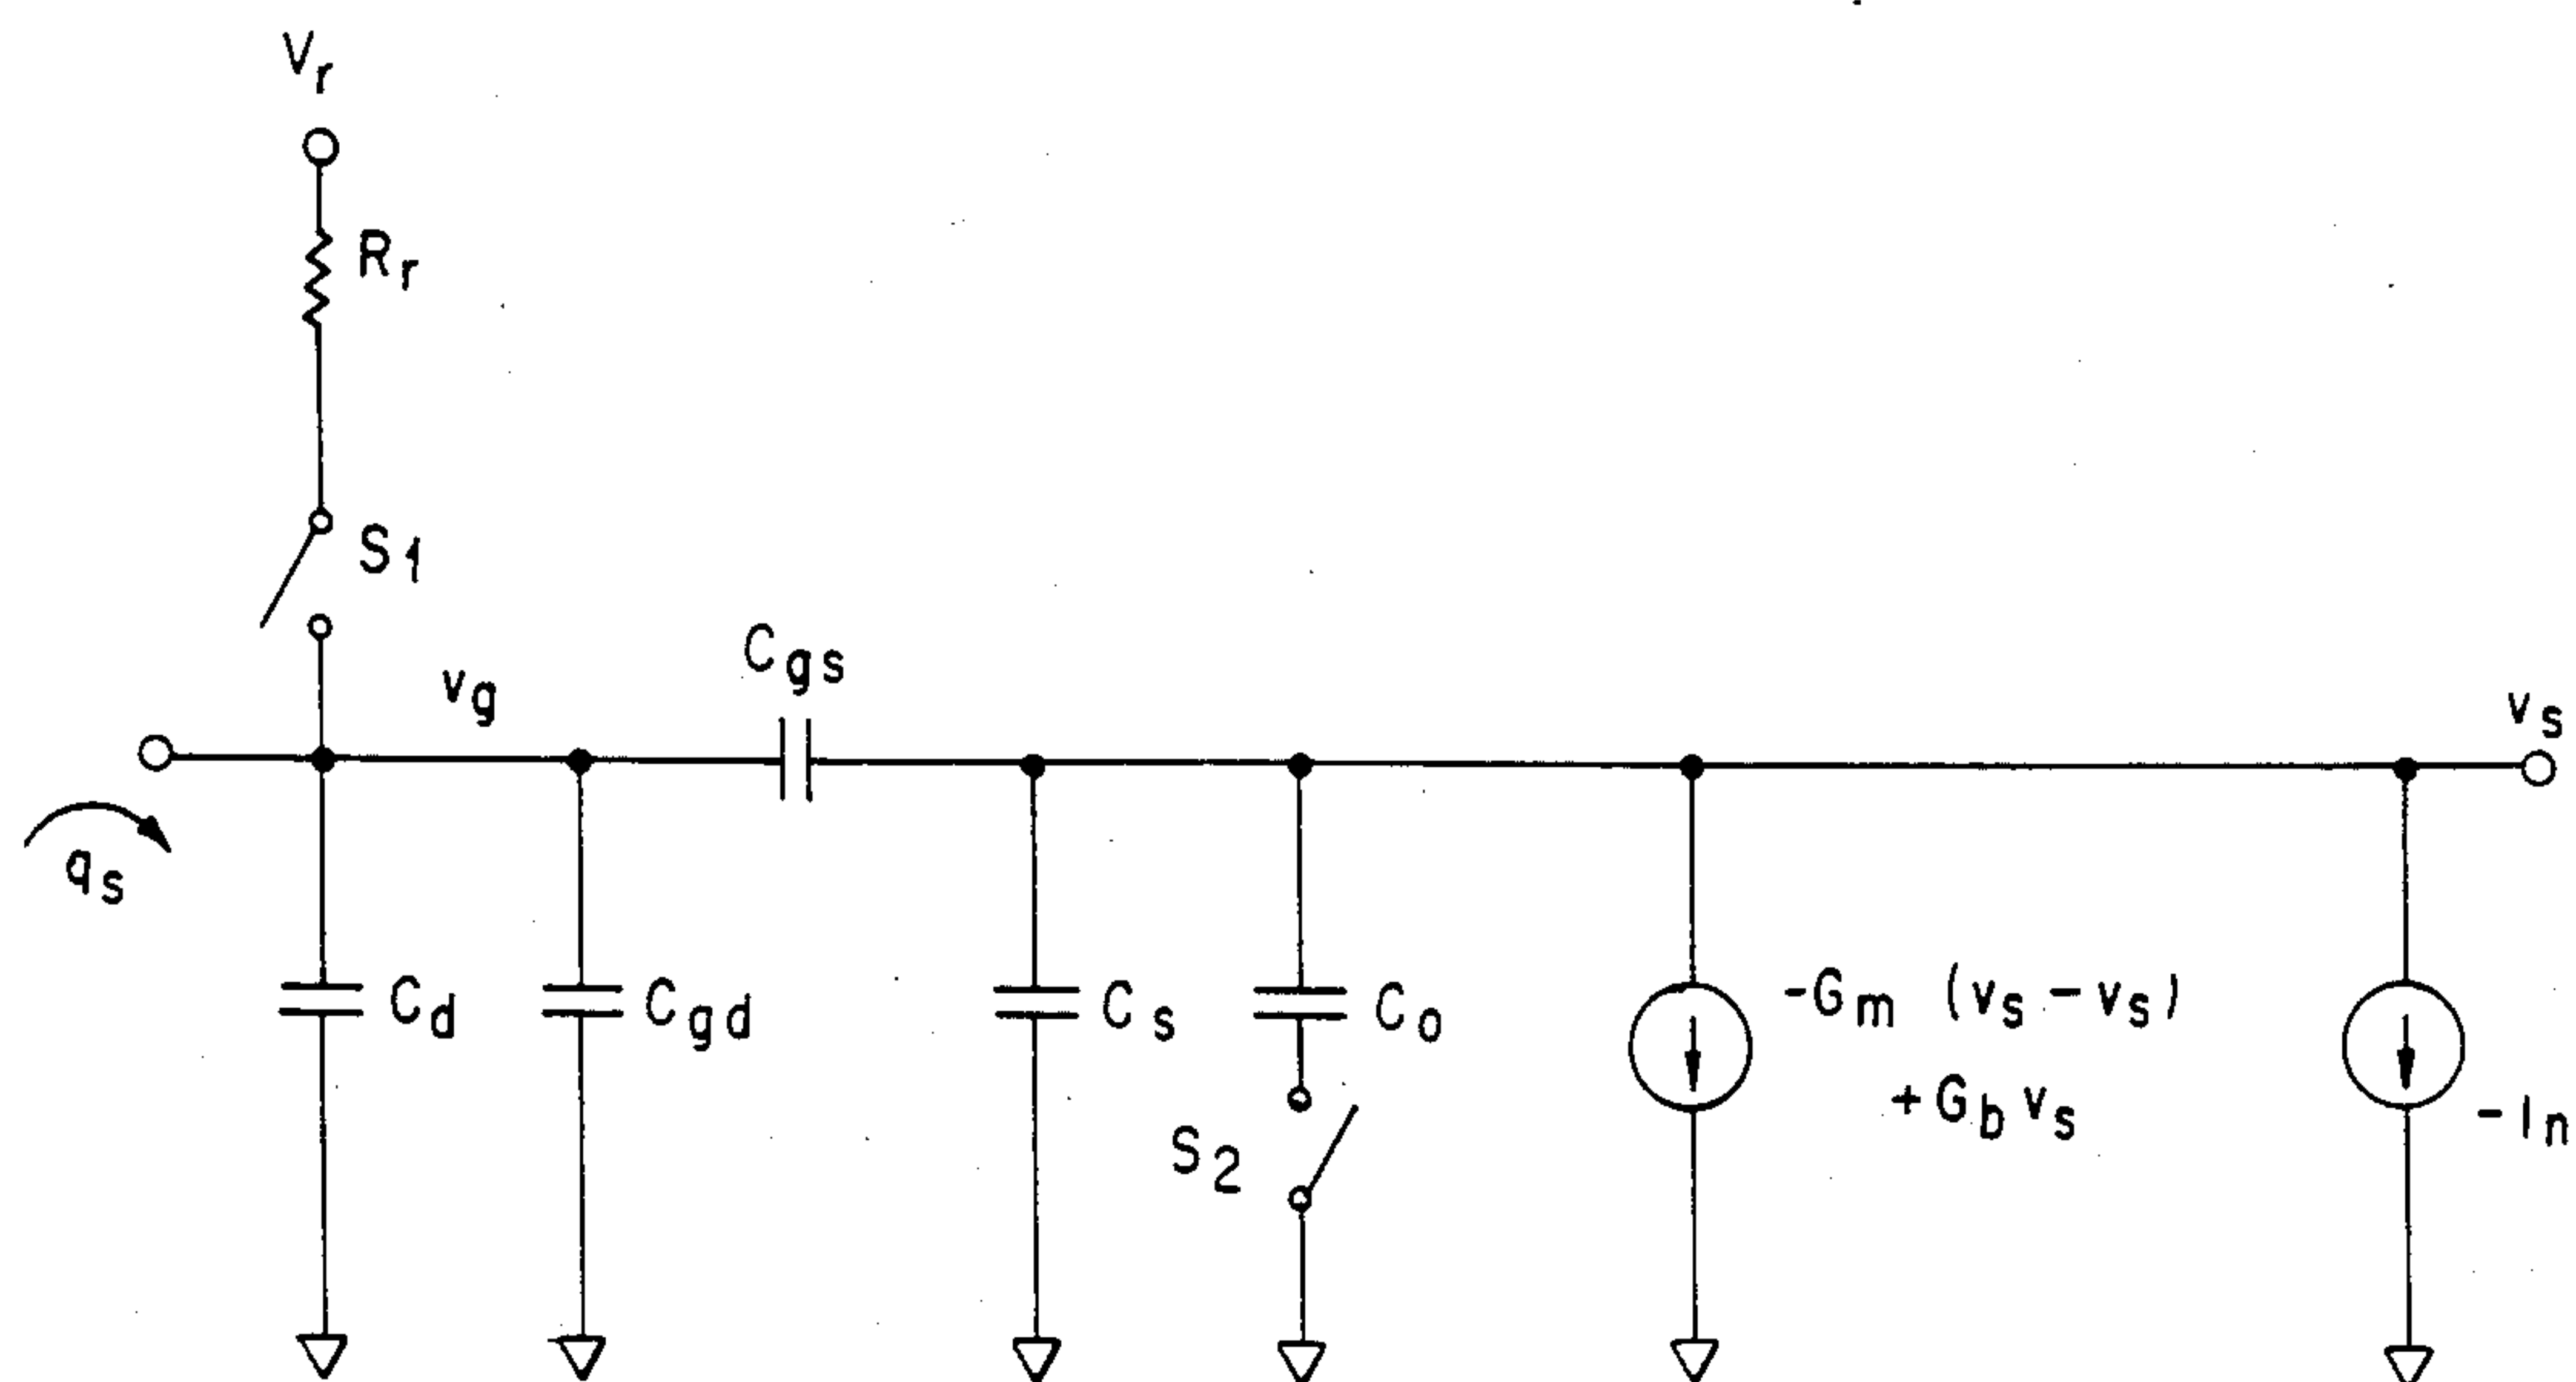 Vr
Rr
S1
vg
Cgs
vs
qs
Cd
Cgd
Cs
Co
S2
-Gm (vs - vs)
+Gb vs
-In